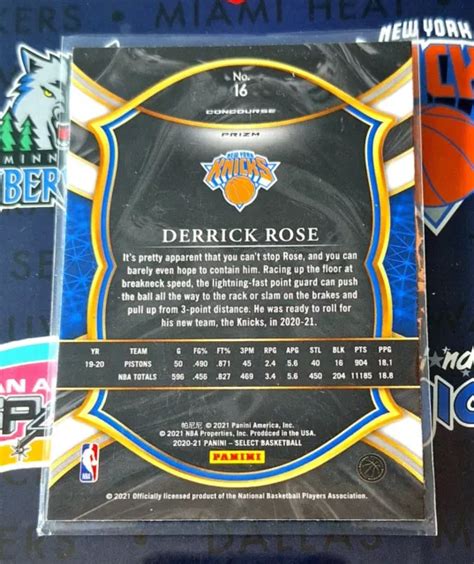 MIAMI HEAT
NEW YORK
No.
16
CONCOURSE
PRIZM
NEW YORK
KNICKS
MINN
DERRICK ROSE
It's pretty apparent that you can't stop Rose, and you can
barely even hope to contain him. Racing up the floor at
breakneck speed, the lightning-fast point guard can push
the ball all the way to the rack or slam on the brakes and
pull up from 3-point distance. He was ready to roll for
his new team, the Knicks, in 2020-21.
YR TEAM G FG% FT% 3PM RPG APG STL BLK PTS PPG
19-20 PISTONS 50 .490 .871 45 2.4 5.6 40 16 904 18.1
NBA TOTALS 596 .456 .827 469 3.4 5.6 450 204 11185 18.8
帕尼尼 © 2021 Panini America, Inc.
© 2021 NBA Properties, Inc. Produced in the USA.
2020-21 PANINI - SELECT BASKETBALL
NBA
PANINI
© 2021 Officially licensed product of the National Basketball Players Association.
DALLAS